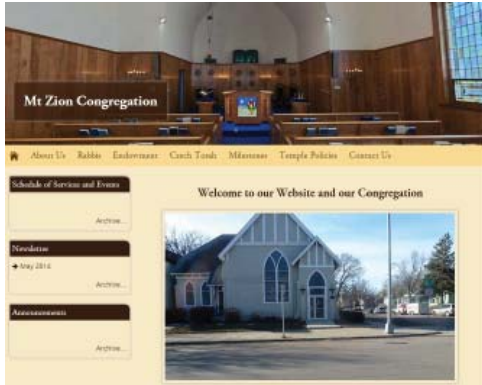 Mt Zion Congregation
About Us Rabbis Endowment Czech Torah Milestones Temple Policies Contact Us
Schedule of Services and Events
Archive...
Newsletter
May 2014
Archive...
Announcements
Archive...
Welcome to our Website and our Congregation